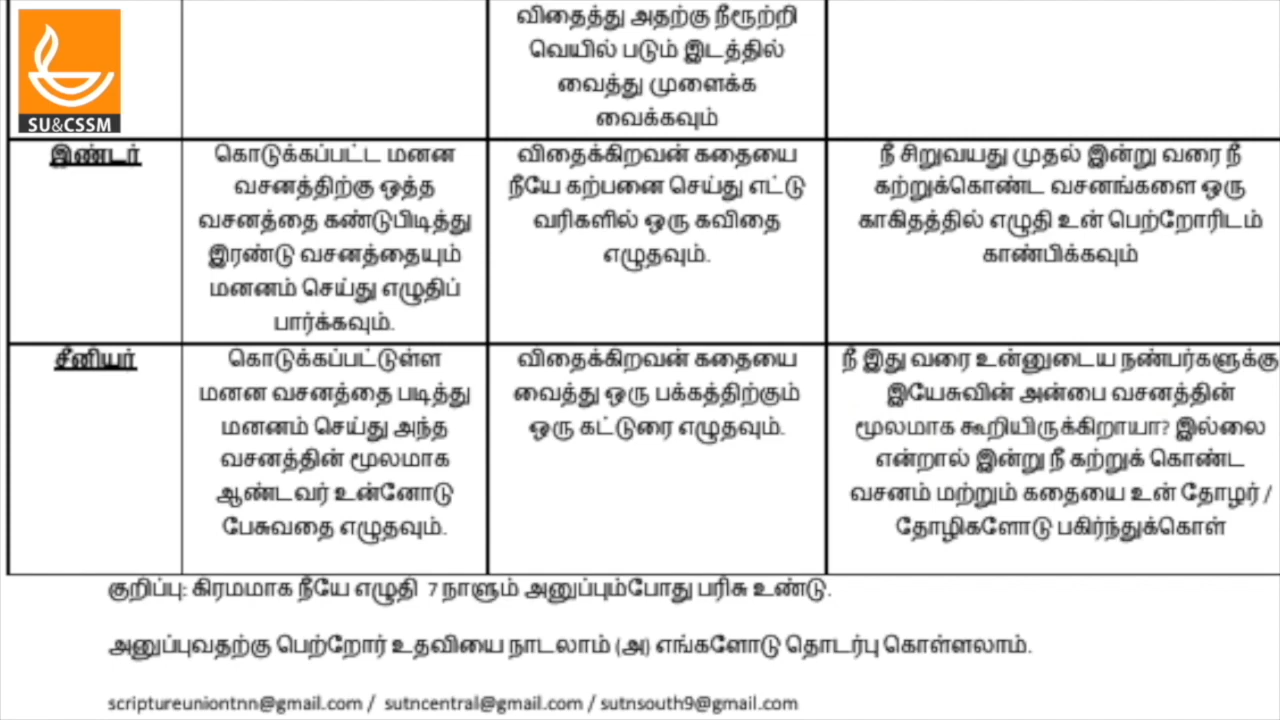 SU&CSSM
விதைத்து அதற்கு நீரூற்றி
வெயில் படும் இடத்தில்
வைத்து முளைக்க
வைக்கவும்
இண்டர்
கொடுக்கப்பட்ட மனன
வசனத்திற்கு ஒத்த
வசனத்தை கண்டுபிடித்து
இரண்டு வசனத்தையும்
மனனம் செய்து எழுதிப்
பார்க்கவும்.
விதைக்கிறவன் கதையை
நீயே கற்பனை செய்து எட்டு
வரிகளில் ஒரு கவிதை
எழுதவும்.
நீ சிறுவயது முதல் இன்று வரை நீ
கற்றுக்கொண்ட வசனங்களை ஒரு
காகிதத்தில் எழுதி உன் பெற்றோரிடம்
காண்பிக்கவும்
சீனியர்
கொடுக்கப்பட்டுள்ள
மனன வசனத்தை படித்து
மனனம் செய்து அந்த
வசனத்தின் மூலமாக
ஆண்டவர் உன்னோடு
பேசுவதை எழுதவும்.
விதைக்கிறவன் கதையை
வைத்து ஒரு பக்கத்திற்கும்
ஒரு கட்டுரை எழுதவும்.
நீ இது வரை உன்னுடைய நண்பர்களுக்கு
இயேசுவின் அன்பை வசனத்தின்
மூலமாக கூறியிருக்கிறாயா? இல்லை
என்றால் இன்று நீ கற்றுக் கொண்ட
வசனம் மற்றும் கதையை உன் தோழர் /
தோழிகளோடு பகிர்ந்துக்கொள்
குறிப்பு: கிரமமாக நீயே எழுதி 7 நாளும் அனுப்பும்போது பரிசு உண்டு.
அனுப்புவதற்கு பெற்றோர் உதவியை நாடலாம் (அ) எங்களோடு தொடர்பு கொள்ளலாம்.
scriptureuniontnn@gmail.com / sutncentral@gmail.com / sutnsouth9@gmail.com